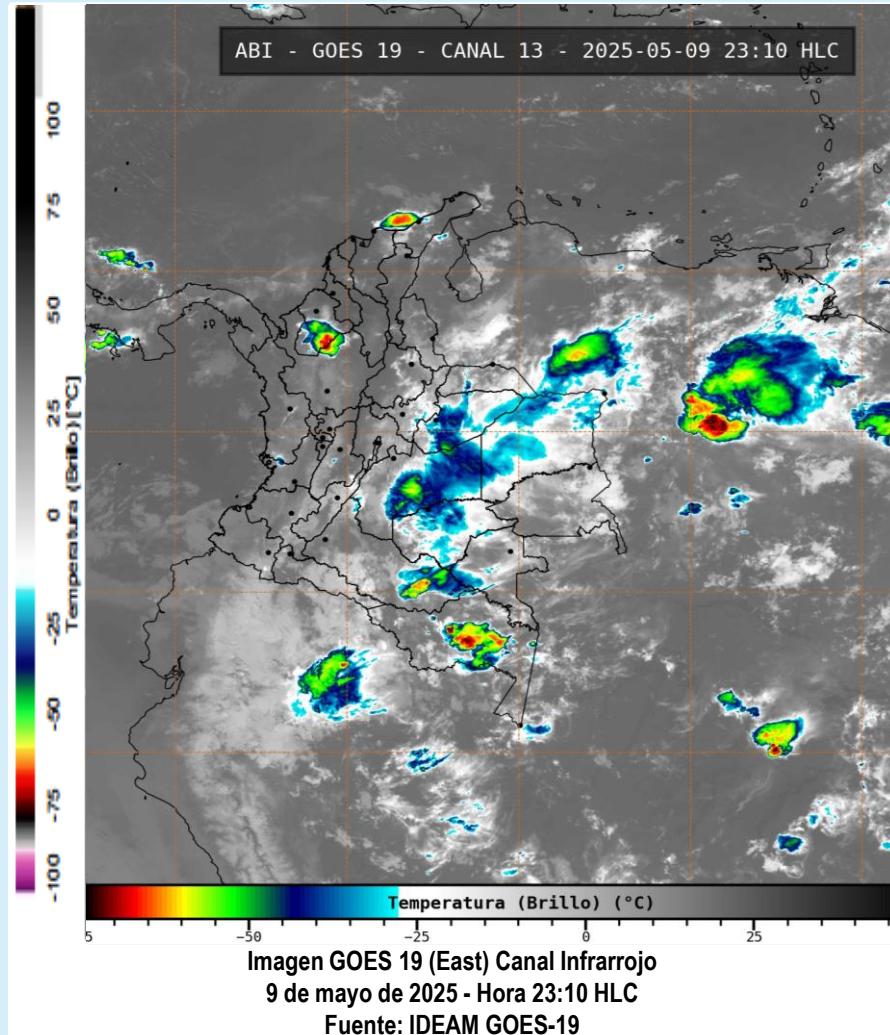 ABI - GOES 19 - CANAL 13 - 2025-05-09 23:10 HLC
100
75
50
25
0
-25
-50
-75
-100
Temperatura (Brillo) [°C]
Temperatura (Brillo) (°C)
5
-50
-25
0
25
Imagen GOES 19 (East) Canal Infrarrojo
9 de mayo de 2025 - Hora 23:10 HLC
Fuente: IDEAM GOES-19